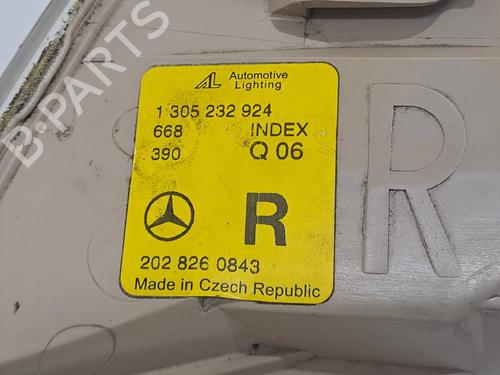 AL Automotive
Lighting
1 305 232 924
668 INDEX
390 Q 06
R
202 826 0843
Made in Czech Republic
R
B-PARTS